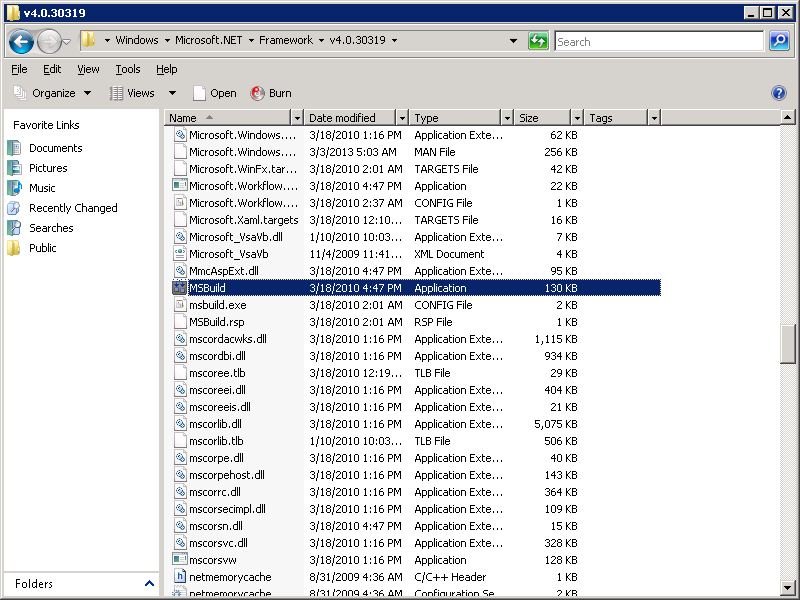 v4.0.30319
Windows Microsoft.NET Framework v4.0.30319 Search
File Edit View Tools Help
Organize Views Open Burn
Favorite Links
Documents
Pictures
Music
Recently Changed
Searches
Public
Folders
Name Date modified Type Size Tags
Microsoft.Windows.... 3/18/2010 1:16 PM Application Exte... 62 KB
Microsoft.Windows.... 3/3/2013 5:03 AM MAN File 256 KB
Microsoft.WinFx.tar... 3/18/2010 2:01 AM TARGETS File 42 KB
Microsoft.Workflow.... 3/18/2010 4:47 PM Application 22 KB
Microsoft.Workflow.... 3/18/2010 2:37 AM CONFIG File 1 KB
Microsoft.Xaml.targets 3/18/2010 12:10... TARGETS File 16 KB
Microsoft_VsaVb.dll 1/10/2010 10:03... Application Exte... 7 KB
Microsoft_VsaVb 11/4/2009 11:41... XML Document 4 KB
MmcAspExt.dll 3/18/2010 4:47 PM Application Exte... 95 KB
MSBuild 3/18/2010 4:47 PM Application 130 KB
msbuild.exe 3/18/2010 2:01 AM CONFIG File 2 KB
MSBuild.rsp 3/18/2010 2:01 AM RSP File 1 KB
mscordacwks.dll 3/18/2010 1:16 PM Application Exte... 1,115 KB
mscordbi.dll 3/18/2010 1:16 PM Application Exte... 934 KB
mscoree.tlb 3/18/2010 12:19... TLB File 29 KB
mscoreei.dll 3/18/2010 1:16 PM Application Exte... 404 KB
mscoreeis.dll 3/18/2010 1:16 PM Application Exte... 21 KB
mscorlib.dll 3/18/2010 1:16 PM Application Exte... 5,075 KB
mscorlib.tlb 1/10/2010 10:03... TLB File 506 KB
mscorpe.dll 3/18/2010 1:16 PM Application Exte... 40 KB
mscorpehost.dll 3/18/2010 1:16 PM Application Exte... 143 KB
mscorrc.dll 3/18/2010 1:16 PM Application Exte... 364 KB
mscorsecimpl.dll 3/18/2010 1:16 PM Application Exte... 109 KB
mscorsn.dll 3/18/2010 4:47 PM Application Exte... 15 KB
mscorsvc.dll 3/18/2010 1:16 PM Application Exte... 328 KB
mscorsvw 3/18/2010 1:16 PM Application 128 KB
netmemorycache 8/31/2009 4:36 AM C/C++ Header 1 KB
netmemorycache 8/31/2009 4:36 AM Configuration Se... 2 KB